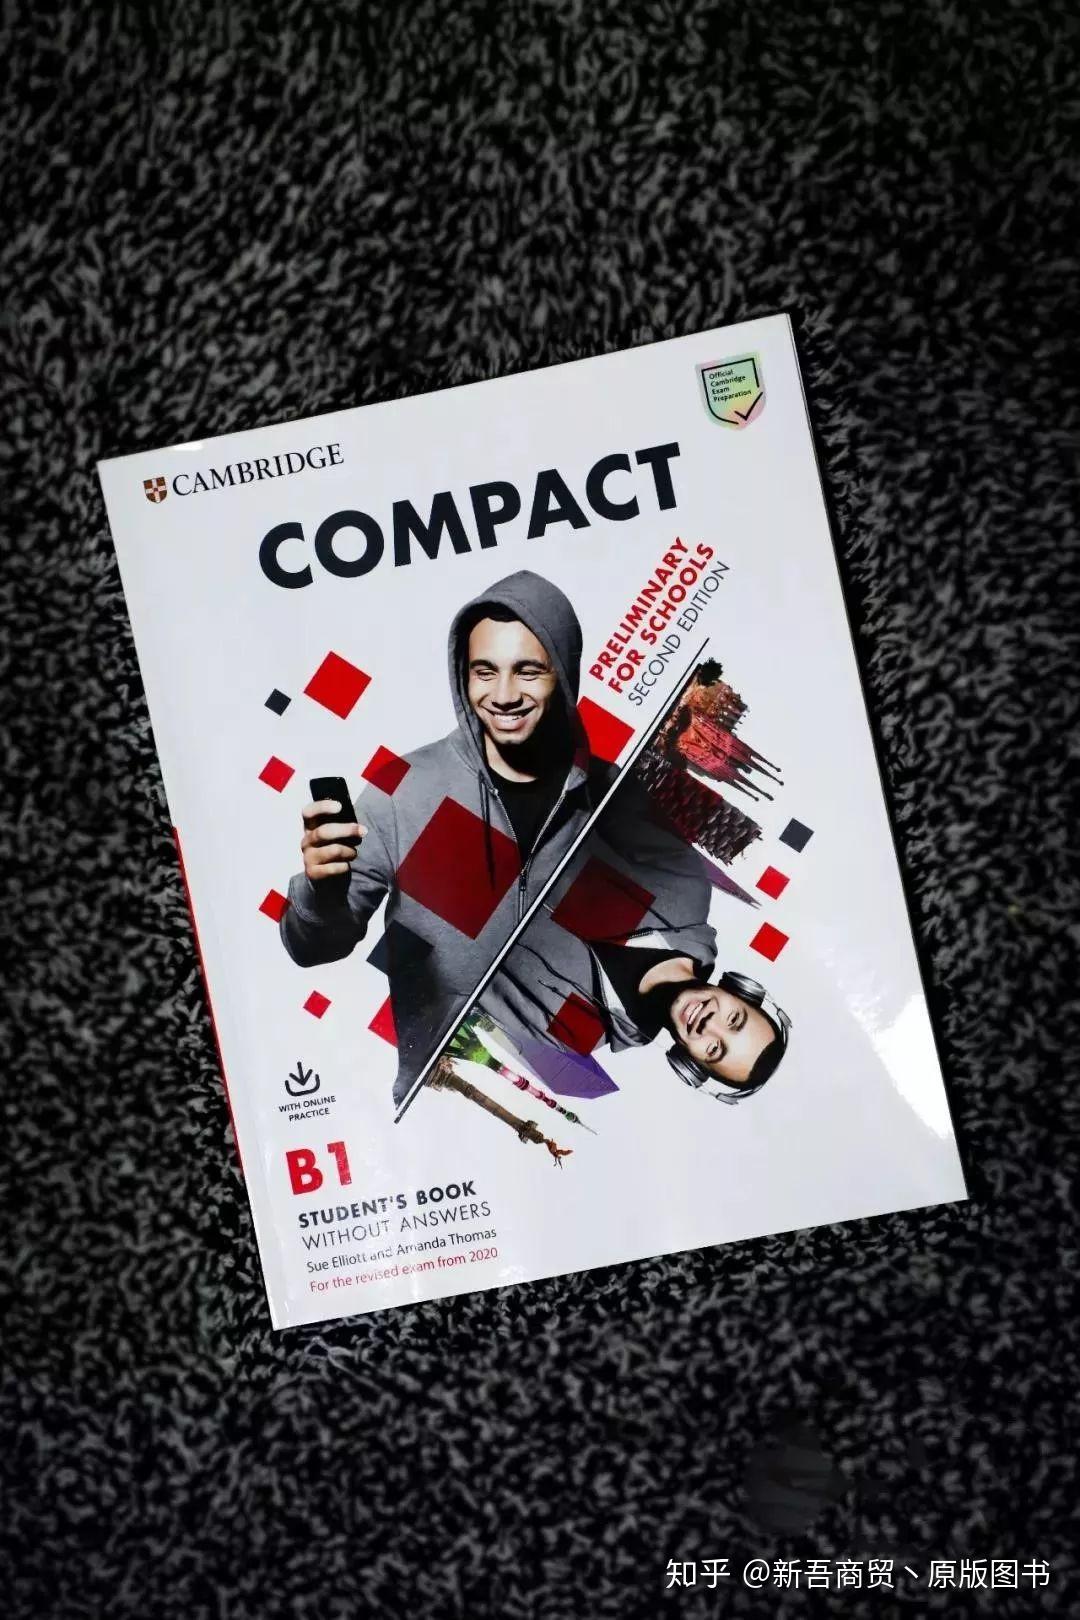 Official
Cambridge
Exam
Preparation
CAMBRIDGE
COMPACT
PRELIMINARY
FOR SCHOOLS
SECOND EDITION
WITH ONLINE
PRACTICE
B1
STUDENT'S BOOK
WITHOUT ANSWERS
Sue Elliott and Amanda Thomas
For the revised exam from 2020
知乎 @新吾商贸丶原版图书